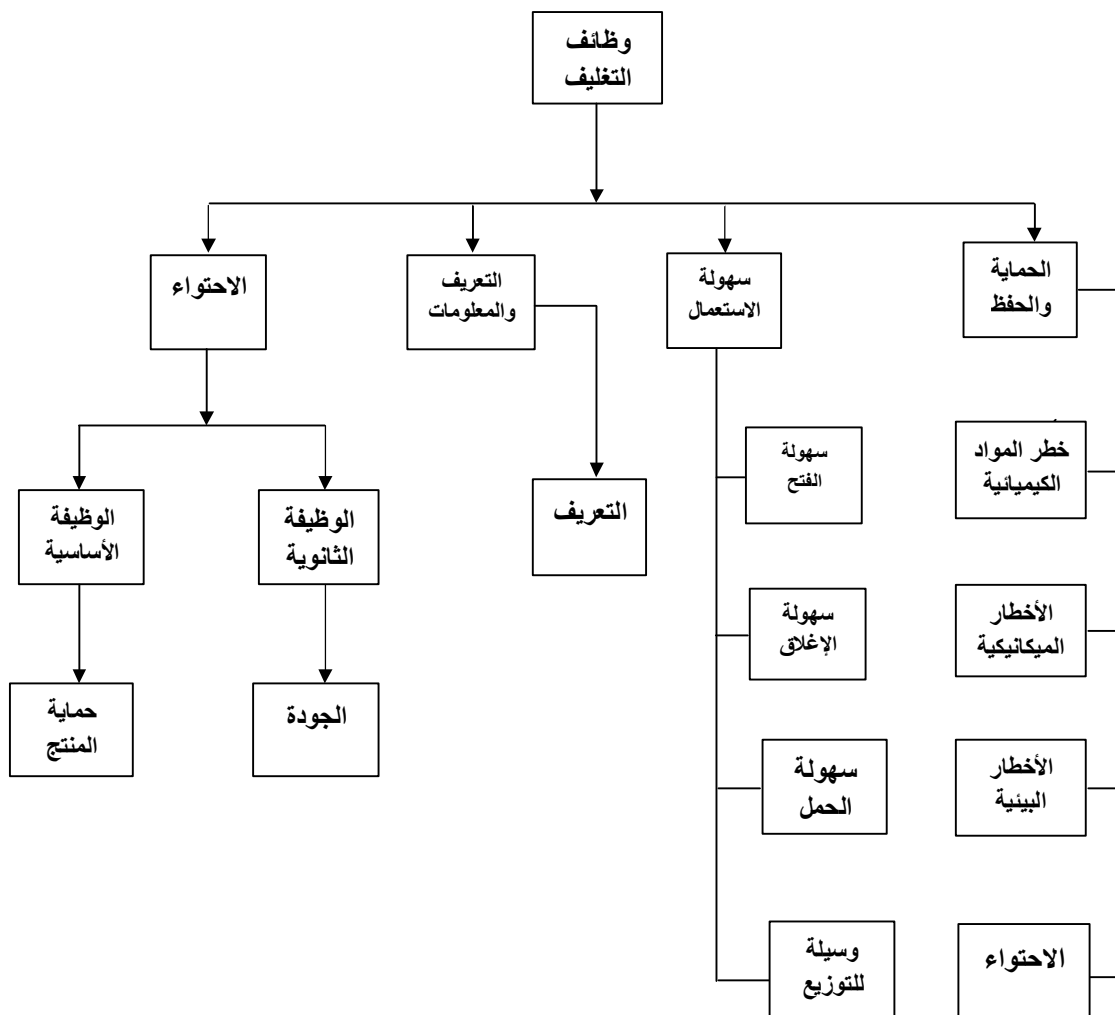 وظائف
التغليف
الحماية
والحفظ
سهولة
الاستعمال
التعريف
والمعلومات
الاحتواء
خطر المواد
الكيميائية
سهولة
الفتح
التعريف
الوظيفة
الثانوية
الوظيفة
الأساسية
الأخطار
الميكانيكية
سهولة
الإغلاق
الجودة
حماية
المنتج
الأخطار
البيئية
سهولة
الحمل
الاحتواء
وسيلة
للتوزيع